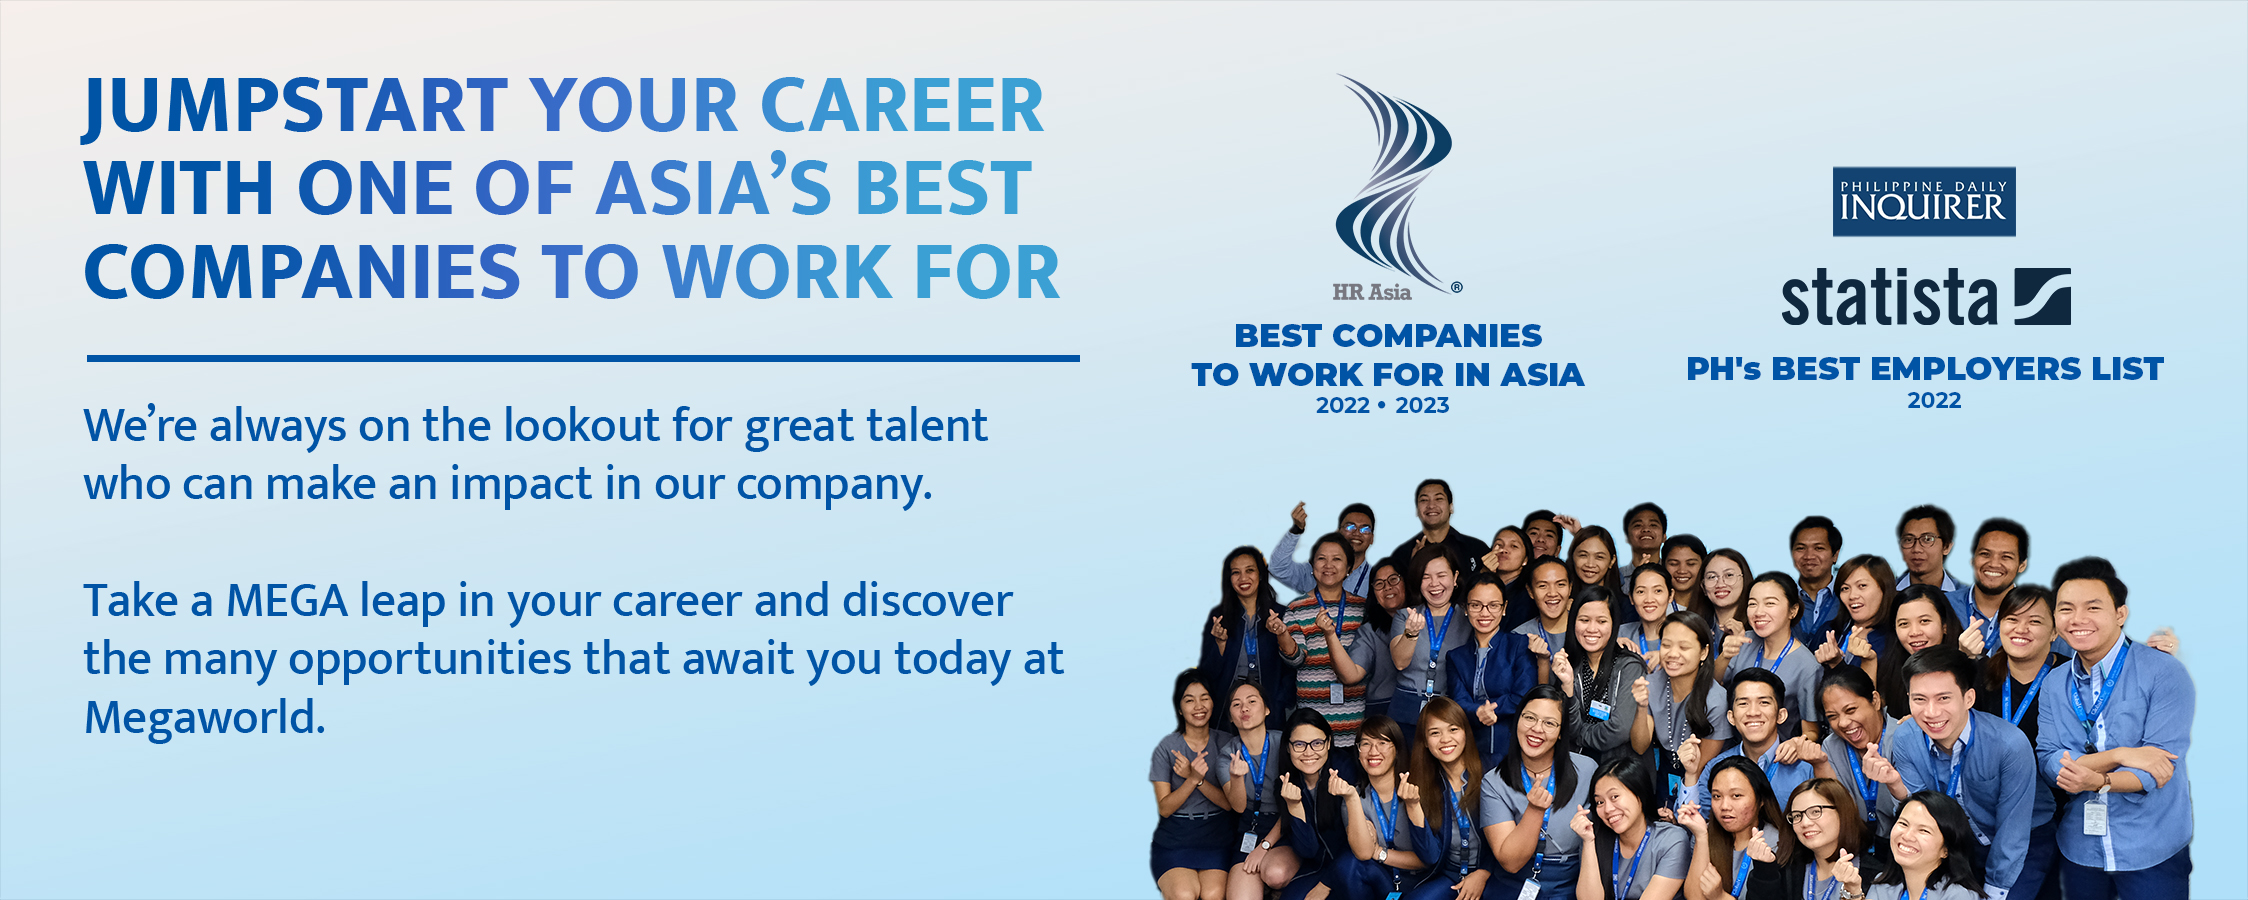 JUMPSTART YOUR CAREER
WITH ONE OF ASIA’S BEST
COMPANIES TO WORK FOR
We’re always on the lookout for great talent
who can make an impact in our company.
Take a MEGA leap in your career and discover
the many opportunities that await you today at
Megaworld.
HR Asia ®
BEST COMPANIES
TO WORK FOR IN ASIA
2022 • 2023
PHILIPPINE DAILY
INQUIRER
statista
PH's BEST EMPLOYERS LIST
2022